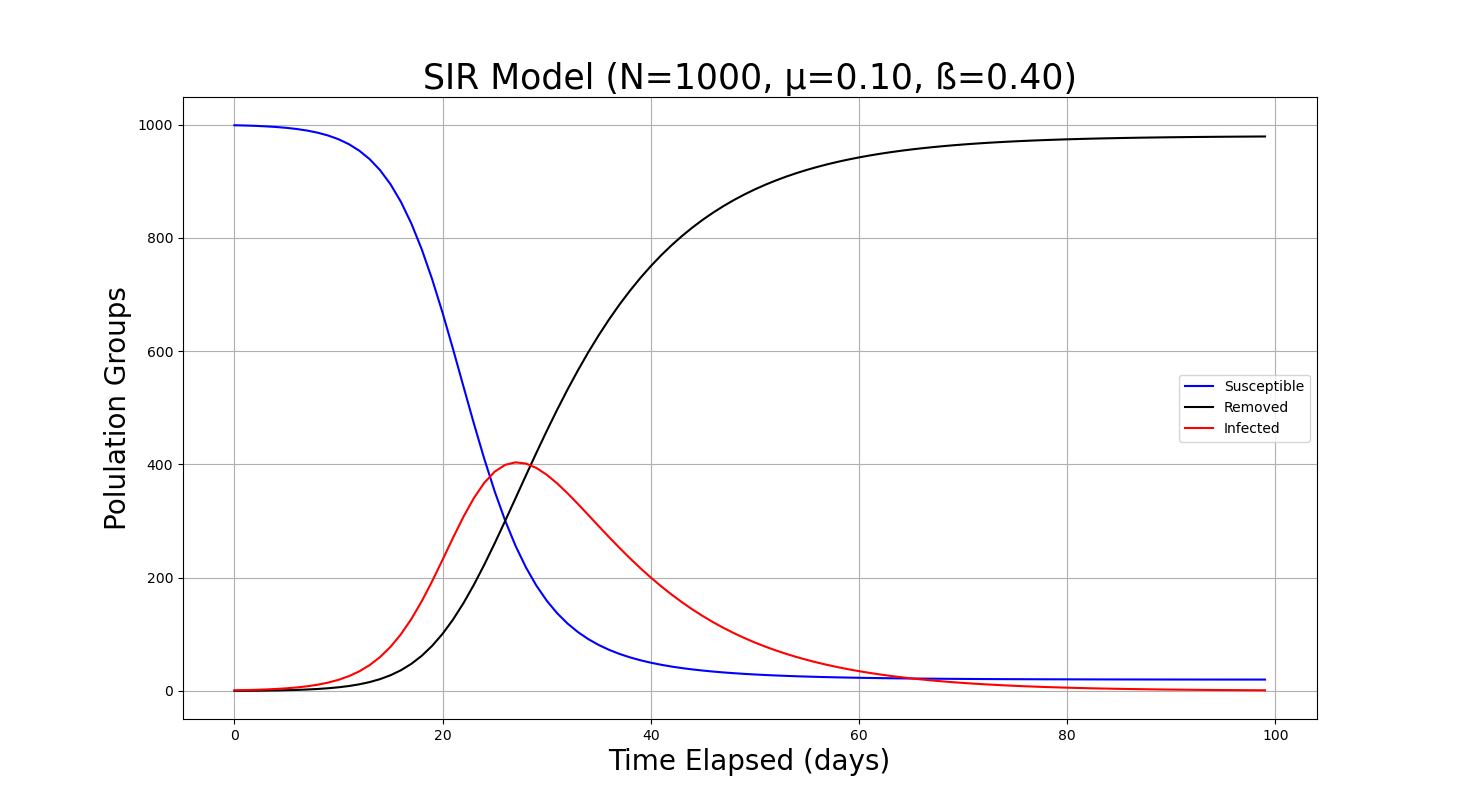 SIR Model (N=1000, μ=0.10, ß=0.40)
1000
800
600
400
200
0
Polulation Groups
Susceptible
Removed
Infected
0 20 40 60 80 100
Time Elapsed (days)